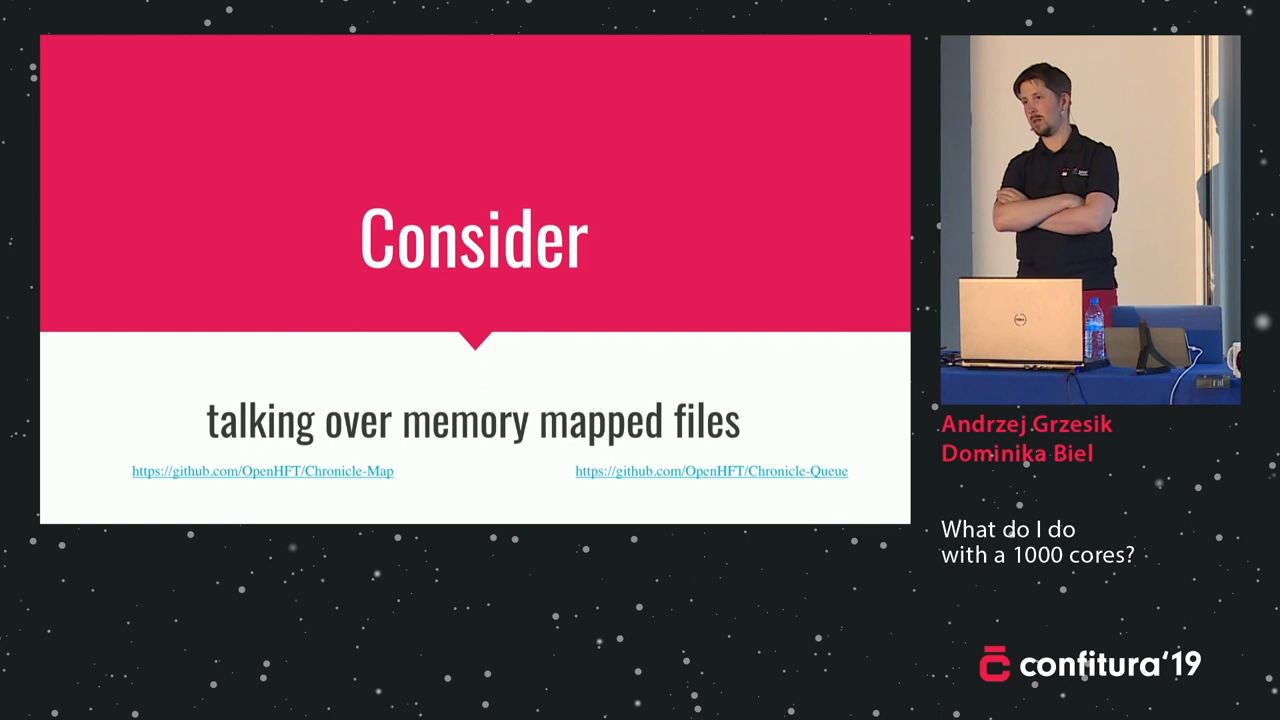 Consider
talking over memory mapped files
https://github.com/OpenHFT/Chronicle-Map
https://github.com/OpenHFT/Chronicle-Queue
Andrzej Grzesik
Dominika Biel
What do I do
with a 1000 cores?
confitura'19